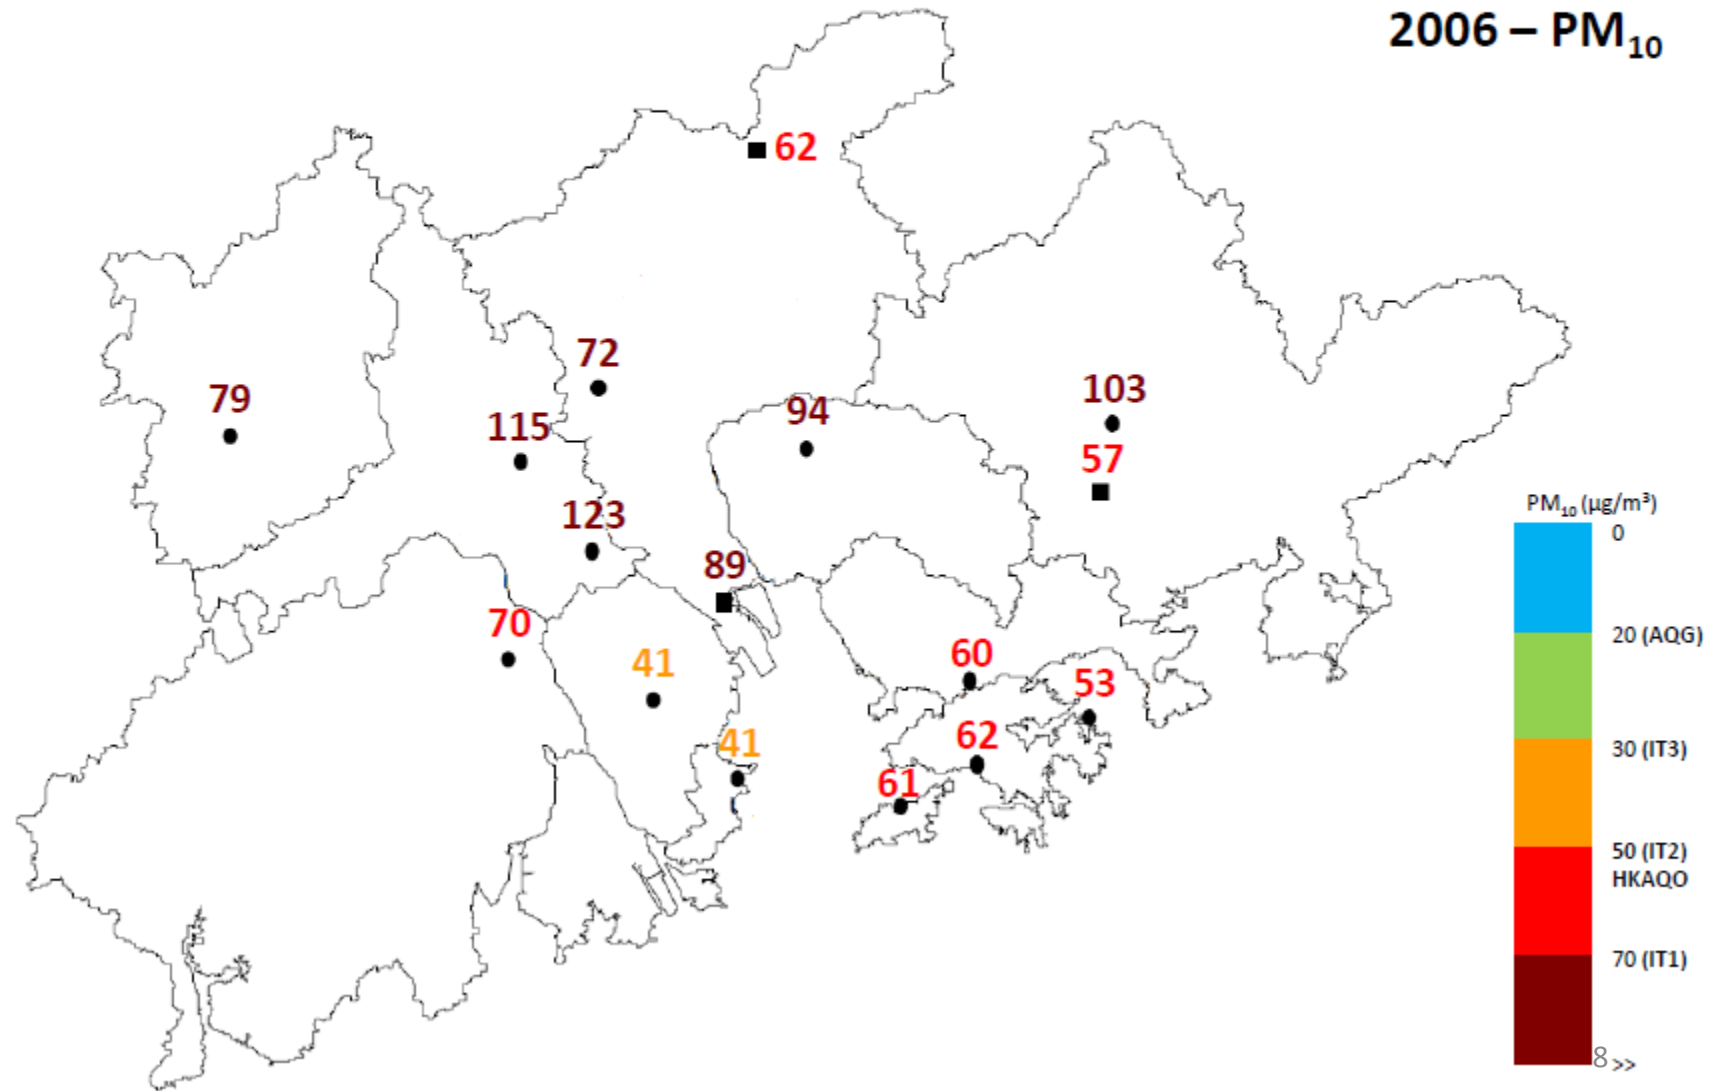 2006 – PM₁₀
62
72
79
103
94
115
57
123
89
70
60
41
53
41
62
61
PM₁₀ (µg/m³)
0
20 (AQG)
30 (IT3)
50 (IT2)
HKAQO
70 (IT1)
8 >>